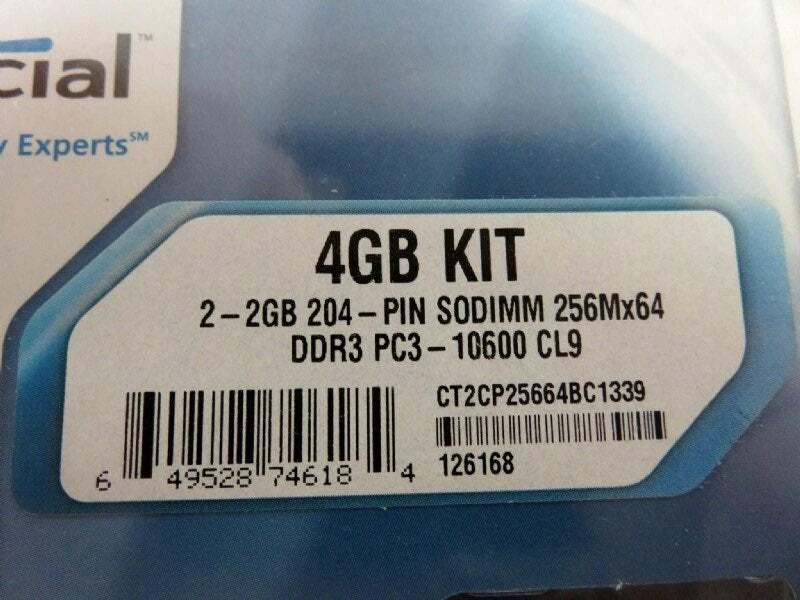 cial™
Experts℠
4GB KIT
2-2GB 204-PIN SODIMM 256Mx64
DDR3 PC3-10600 CL9
CT2CP25664BC1339
126168
6 49528 74618 4